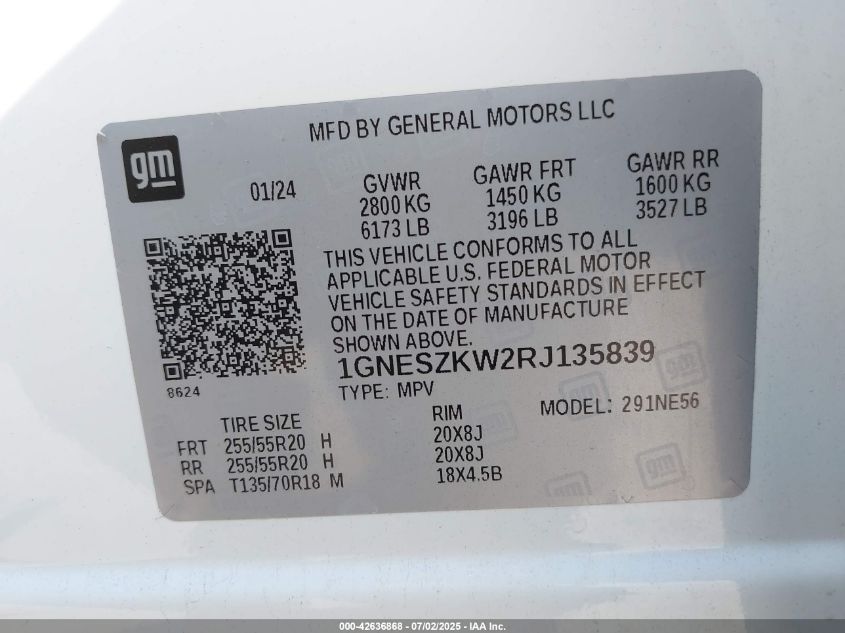 MFD BY GENERAL MOTORS LLC
gm
01/24
GVWR GAWR FRT GAWR RR
2800 KG 1450 KG 1600 KG
6173 LB 3196 LB 3527 LB
THIS VEHICLE CONFORMS TO ALL
APPLICABLE U.S. FEDERAL MOTOR
VEHICLE SAFETY STANDARDS IN EFFECT
ON THE DATE OF MANUFACTURE
SHOWN ABOVE.
1GNESZKW2RJ135839
8624
TYPE: MPV
MODEL: 291NE56
TIRE SIZE RIM
FRT 255/55R20 H 20X8J
RR 255/55R20 H 20X8J
SPA T135/70R18 M 18X4.5B
000-42636868 - 07/02/2025 - IAA Inc.